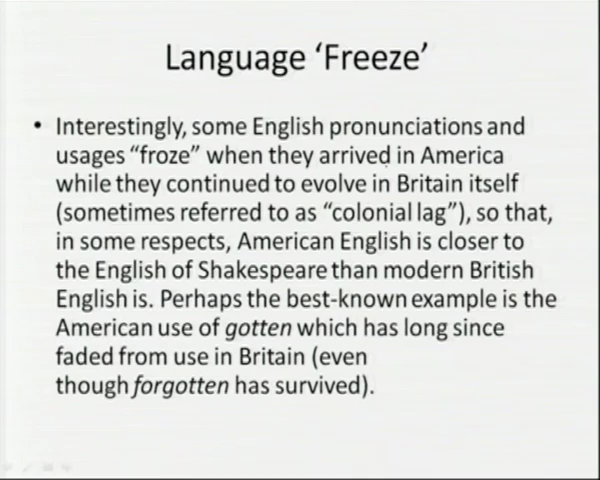 Language ‘Freeze’
• Interestingly, some English pronunciations and
usages “froze” when they arrived in America
while they continued to evolve in Britain itself
(sometimes referred to as “colonial lag”), so that,
in some respects, American English is closer to
the English of Shakespeare than modern British
English is. Perhaps the best-known example is the
American use of gotten which has long since
faded from use in Britain (even
though forgotten has survived).